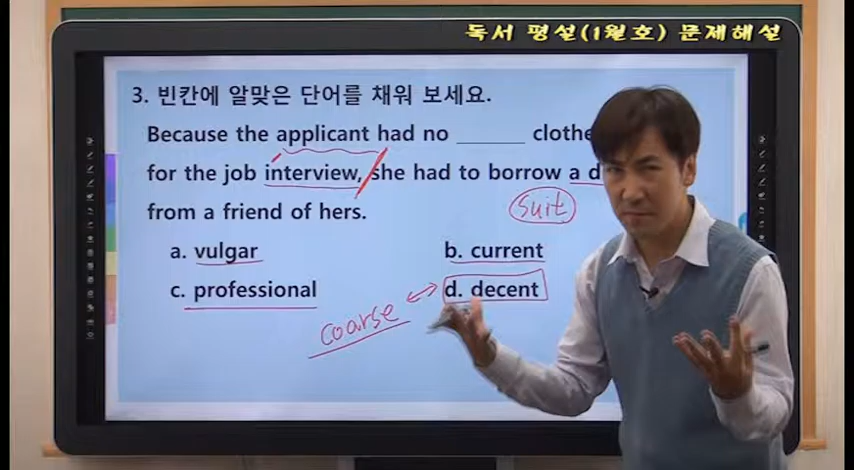 독서 평설(1월호) 문제해설
3. 빈칸에 알맞은 단어를 채워 보세요.
Because the applicant had no ______ clothe
for the job interview, she had to borrow a d
from a friend of hers.
suit
a. vulgar
b. current
c. professional
d. decent
coarse